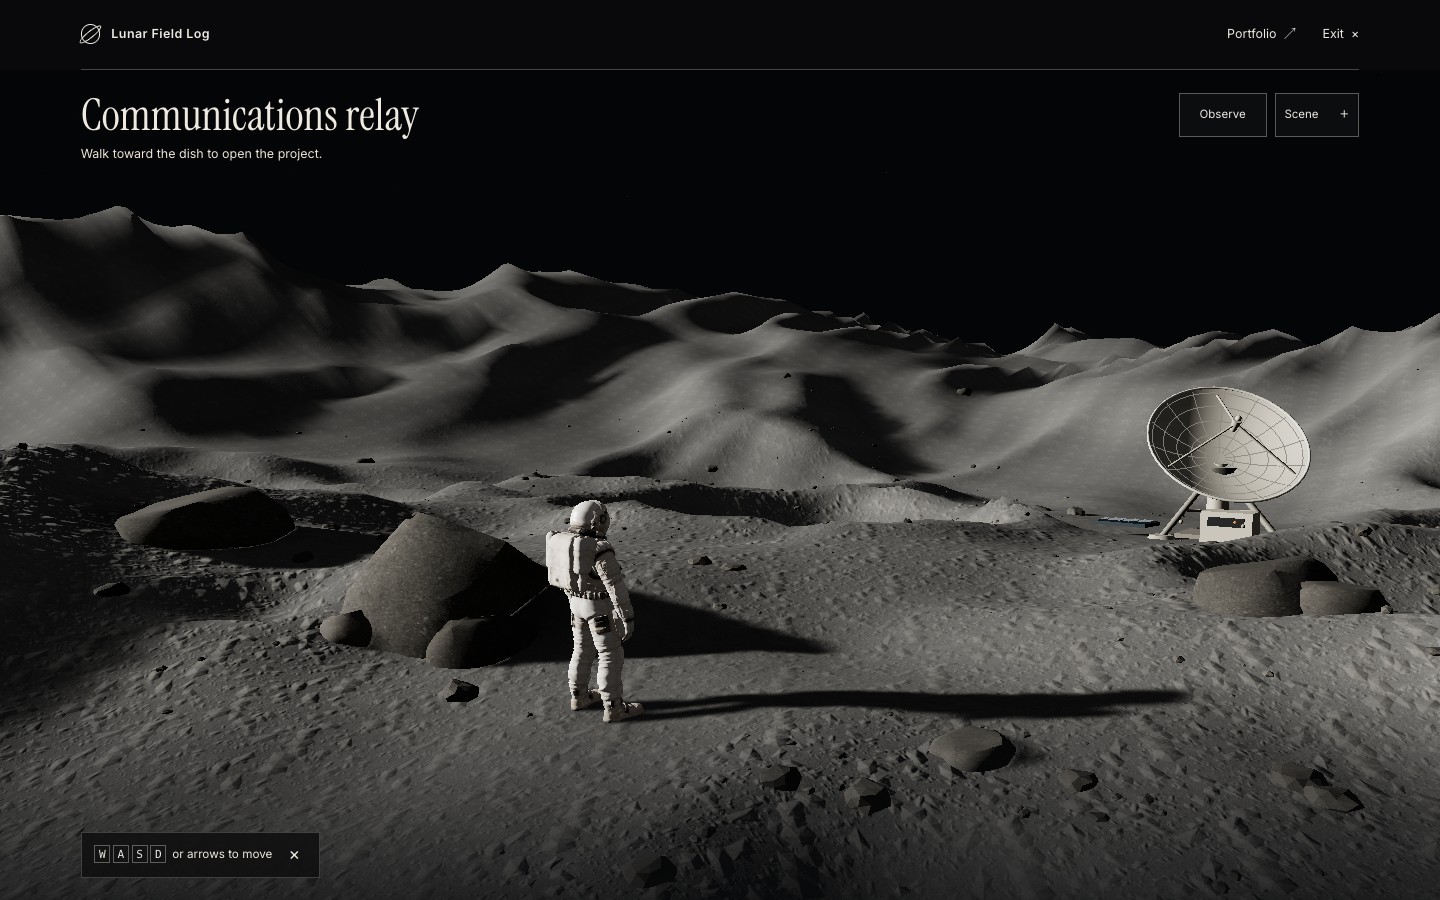 Lunar Field Log
Portfolio ↗
Exit ×
Communications relay
Walk toward the dish to open the project.
Observe
Scene +
W A S D or arrows to move ×